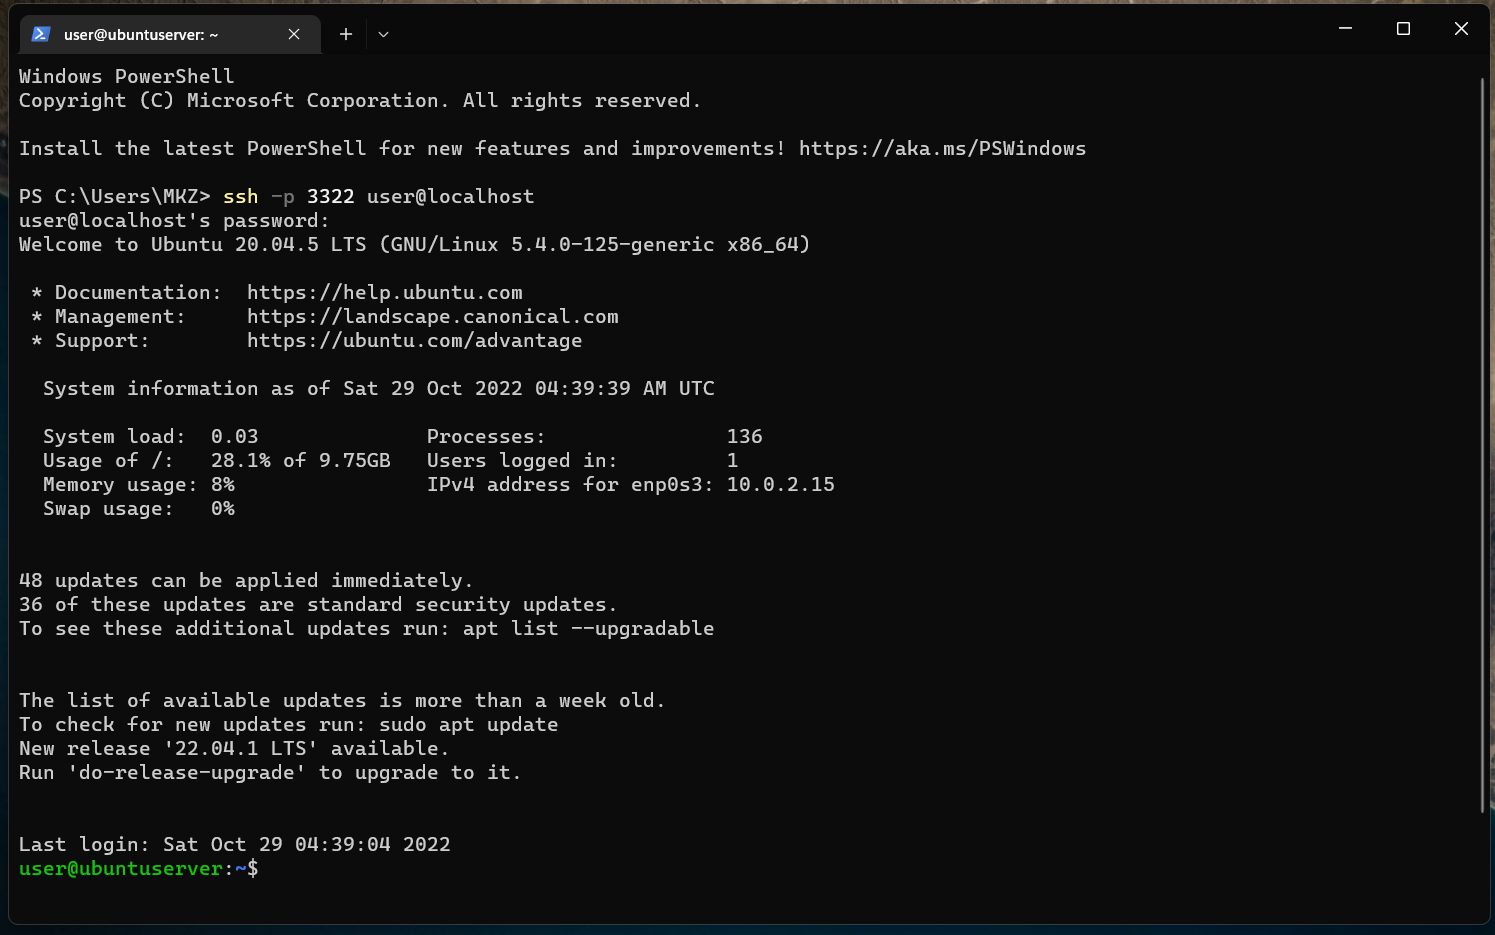 user@ubuntuserver: ~
Windows PowerShell
Copyright (C) Microsoft Corporation. All rights reserved.
Install the latest PowerShell for new features and improvements! https://aka.ms/PSWindows
PS C:\Users\MKZ> ssh -p 3322 user@localhost
user@localhost's password:
Welcome to Ubuntu 20.04.5 LTS (GNU/Linux 5.4.0-125-generic x86_64)
* Documentation:  https://help.ubuntu.com
* Management:     https://landscape.canonical.com
* Support:        https://ubuntu.com/advantage
System information as of Sat 29 Oct 2022 04:39:39 AM UTC
System load:  0.03              Processes:               136
Usage of /:   28.1% of 9.75GB   Users logged in:         1
Memory usage: 8%                IPv4 address for enp0s3: 10.0.2.15
Swap usage:   0%
48 updates can be applied immediately.
36 of these updates are standard security updates.
To see these additional updates run: apt list --upgradable
The list of available updates is more than a week old.
To check for new updates run: sudo apt update
New release '22.04.1 LTS' available.
Run 'do-release-upgrade' to upgrade to it.
Last login: Sat Oct 29 04:39:04 2022
user@ubuntuserver:~$